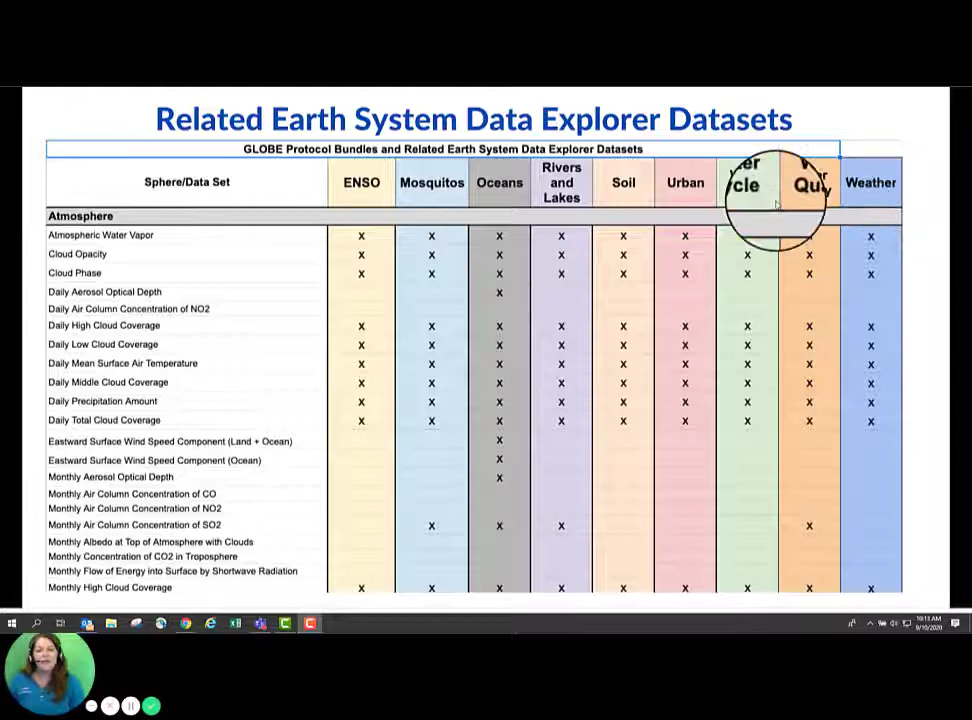 Related Earth System Data Explorer Datasets
GLOBE Protocol Bundles and Related Earth System Data Explorer Datasets
Sphere/Data Set ENSO Mosquitos Oceans Rivers and Lakes Soil Urban Weather
Atmosphere
Atmospheric Water Vapor x x x x x x x
Cloud Opacity x x x x x x x x x
Cloud Phase x x x x x x x x x
Daily Aerosol Optical Depth x
Daily Air Column Concentration of NO2
Daily High Cloud Coverage x x x x x x x x x
Daily Low Cloud Coverage x x x x x x x x x
Daily Mean Surface Air Temperature x x x x x x x x x
Daily Middle Cloud Coverage x x x x x x x x x
Daily Precipitation Amount x x x x x x x x x
Daily Total Cloud Coverage x x x x x x x x x
Eastward Surface Wind Speed Component (Land + Ocean) x
Eastward Surface Wind Speed Component (Ocean) x
Monthly Aerosol Optical Depth x
Monthly Air Column Concentration of CO
Monthly Air Column Concentration of NO2
Monthly Air Column Concentration of SO2 x x x x
Monthly Albedo at Top of Atmosphere with Clouds
Monthly Concentration of CO2 in Troposphere
Monthly Flow of Energy into Surface by Shortwave Radiation
Monthly High Cloud Coverage x x x x x x x x x
10:13 AM
9/10/2020